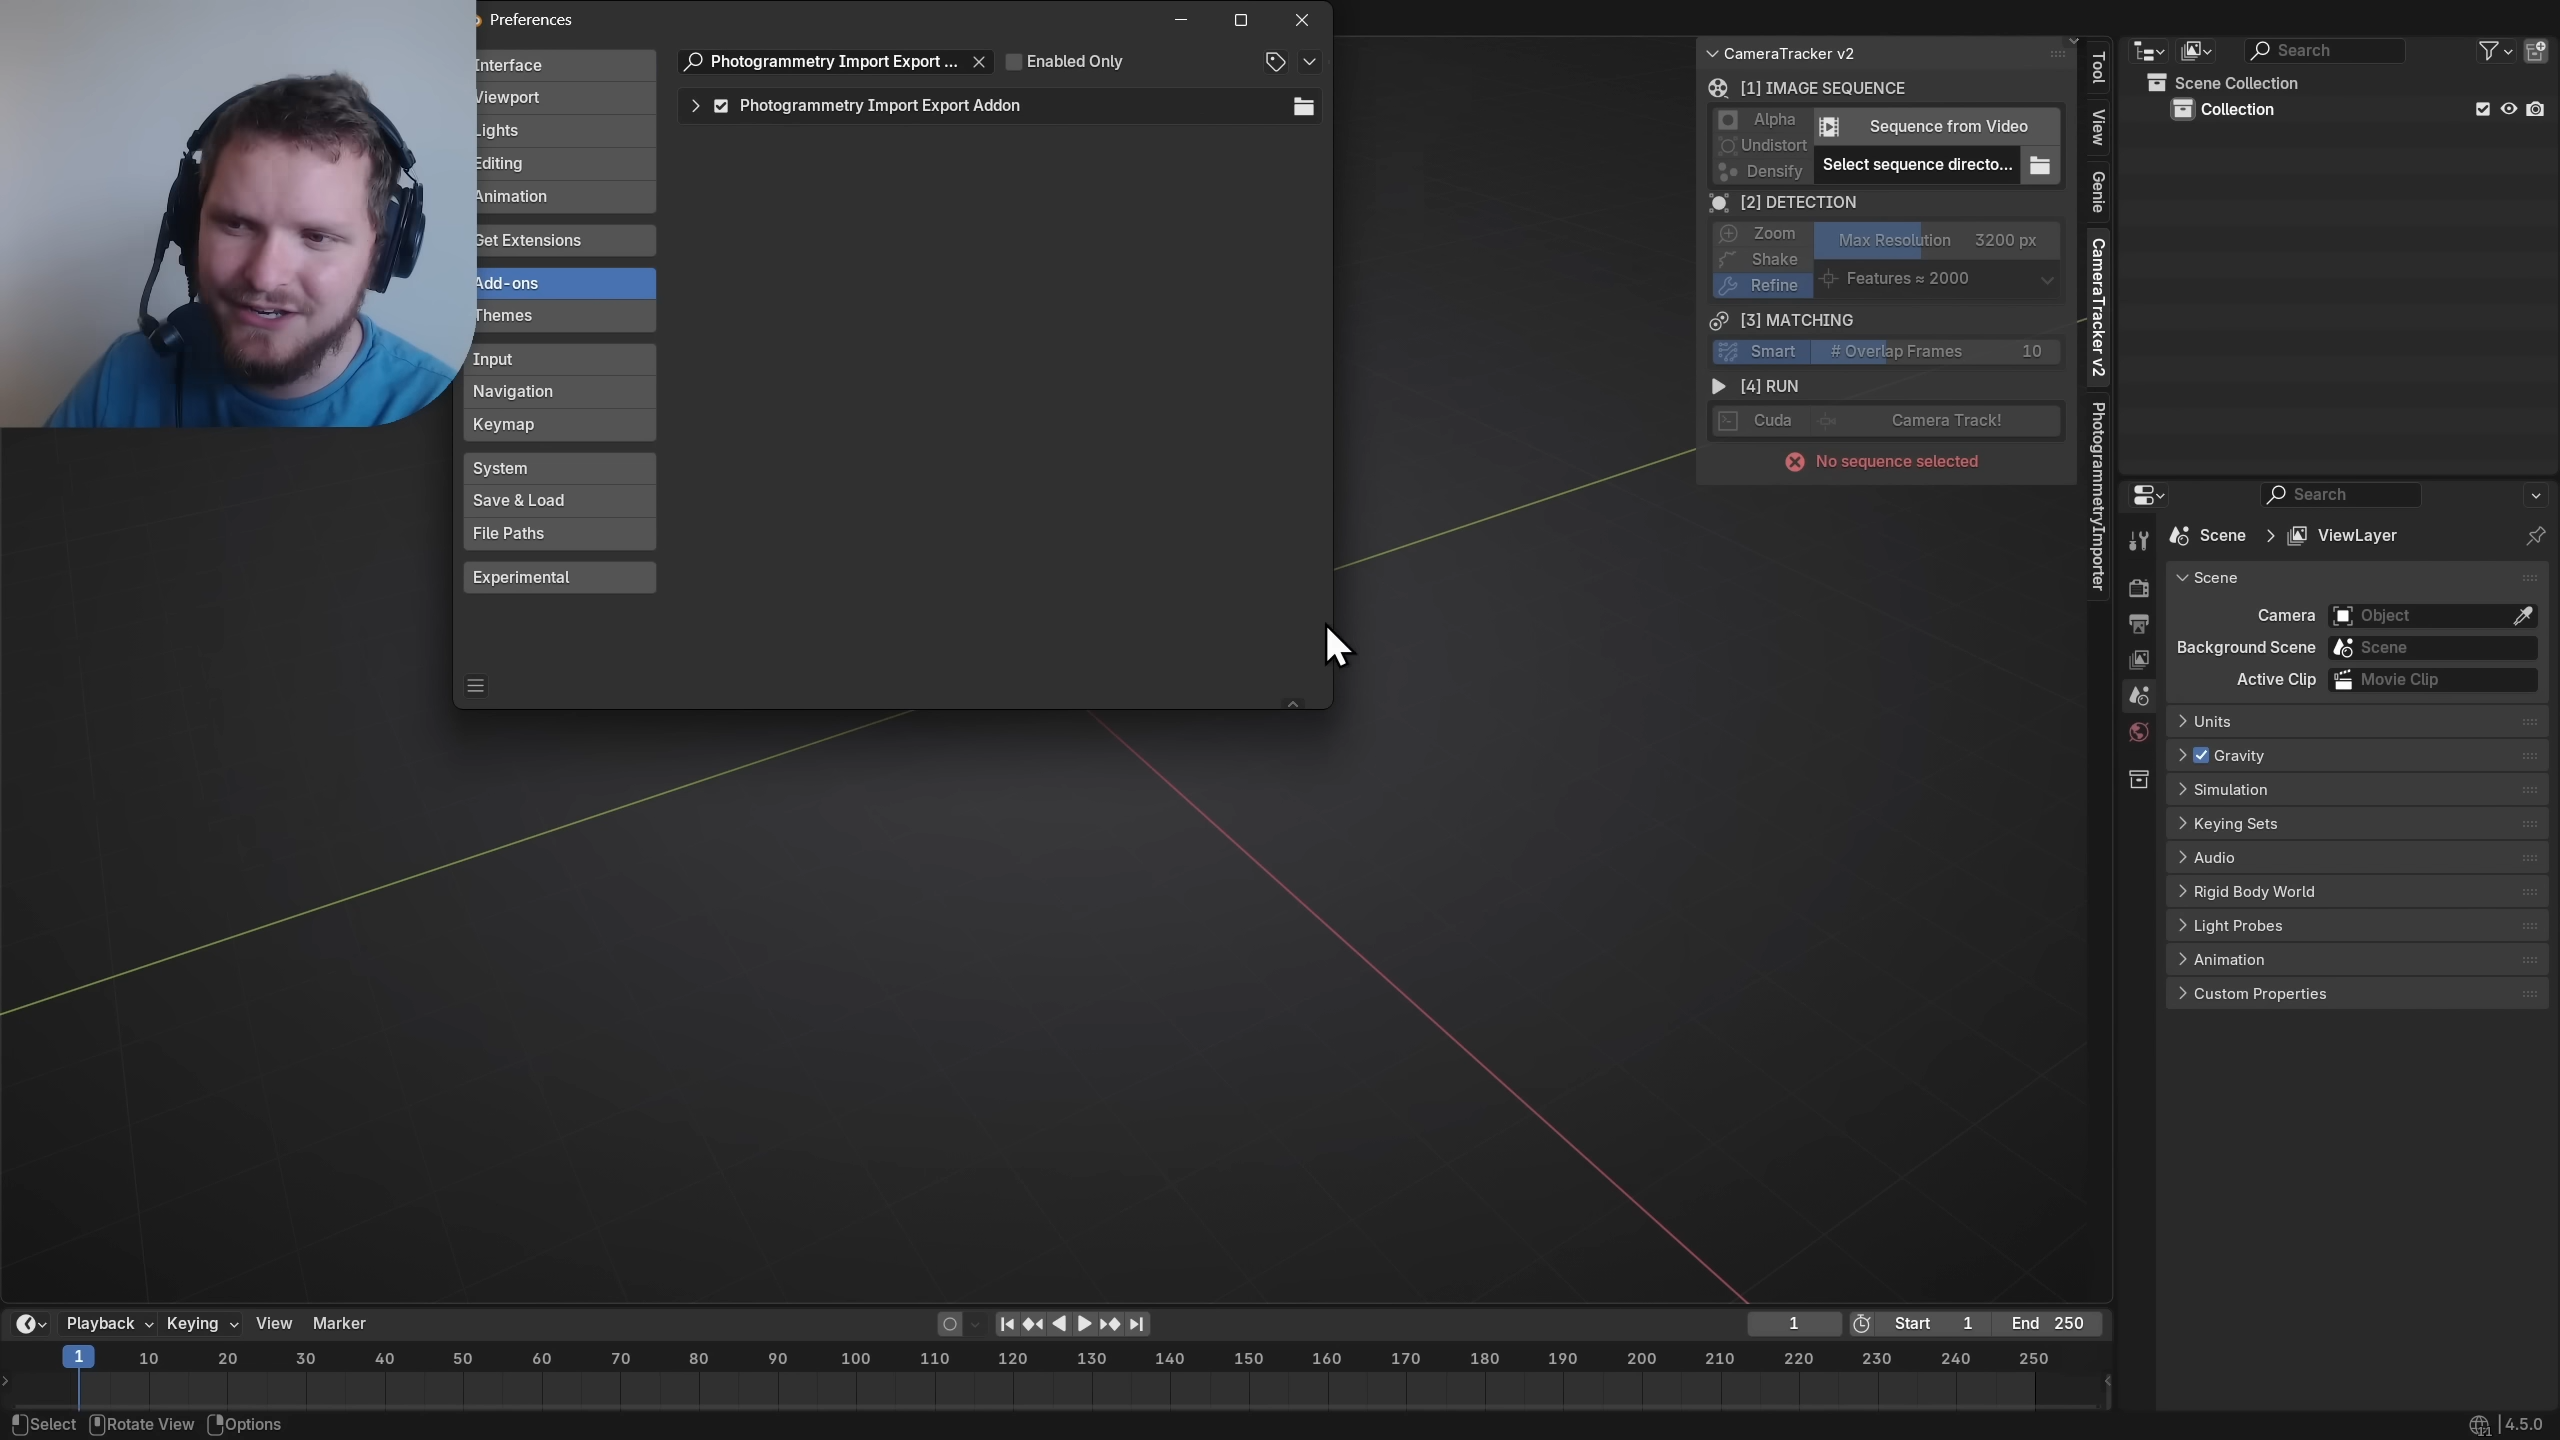 Preferences
Interface
Viewport
Lights
Editing
Animation
Get Extensions
Add-ons
Themes
Input
Navigation
Keymap
System
Save & Load
File Paths
Experimental
Photogrammetry Import Export ...
Enabled Only
Photogrammetry Import Export Addon
CameraTracker v2
[1] IMAGE SEQUENCE
Alpha
Undistort
Densify
Sequence from Video
Select sequence directo...
[2] DETECTION
Zoom
Shake
Refine
Max Resolution 3200 px
Features ≈ 2000
[3] MATCHING
Smart
# Overlap Frames 10
[4] RUN
Cuda
Camera Track!
No sequence selected
Tool
View
Genie
CameraTracker v2
PhotogrammetryImporter
Search
Scene Collection
Collection
Search
Scene
ViewLayer
Scene
Camera Object
Background Scene Scene
Active Clip Movie Clip
Units
Gravity
Simulation
Keying Sets
Audio
Rigid Body World
Light Probes
Animation
Custom Properties
Playback
Keying
View
Marker
1
Start 1
End 250
1 10 20 30 40 50 60 70 80 90 100 110 120 130 140 150 160 170 180 190 200 210 220 230 240 250
Select
Rotate View
Options
4.5.0